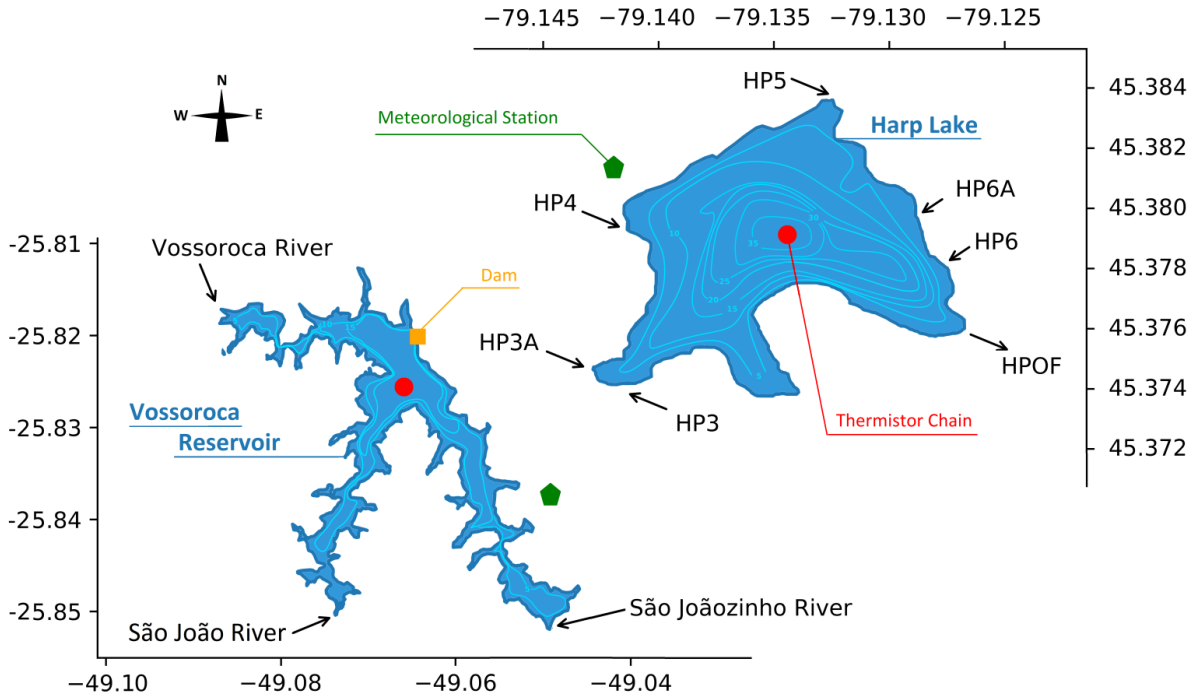 −79.145 −79.140 −79.135 −79.130 −79.125
HP5
45.384
N
W E
Meteorological Station
Harp Lake
45.382
HP6A
45.380
HP4
HP6
30
10
35
-25.81
Vossoroca River
45.378
Dam
25
20
15
-25.82
10
15
45.376
HP3A
HPOF
5
45.374
Vossoroca
Reservoir
HP3
Thermistor Chain
-25.83
45.372
-25.84
5
-25.85
São João River
São Joãozinho River
−49.10 −49.08 −49.06 −49.04